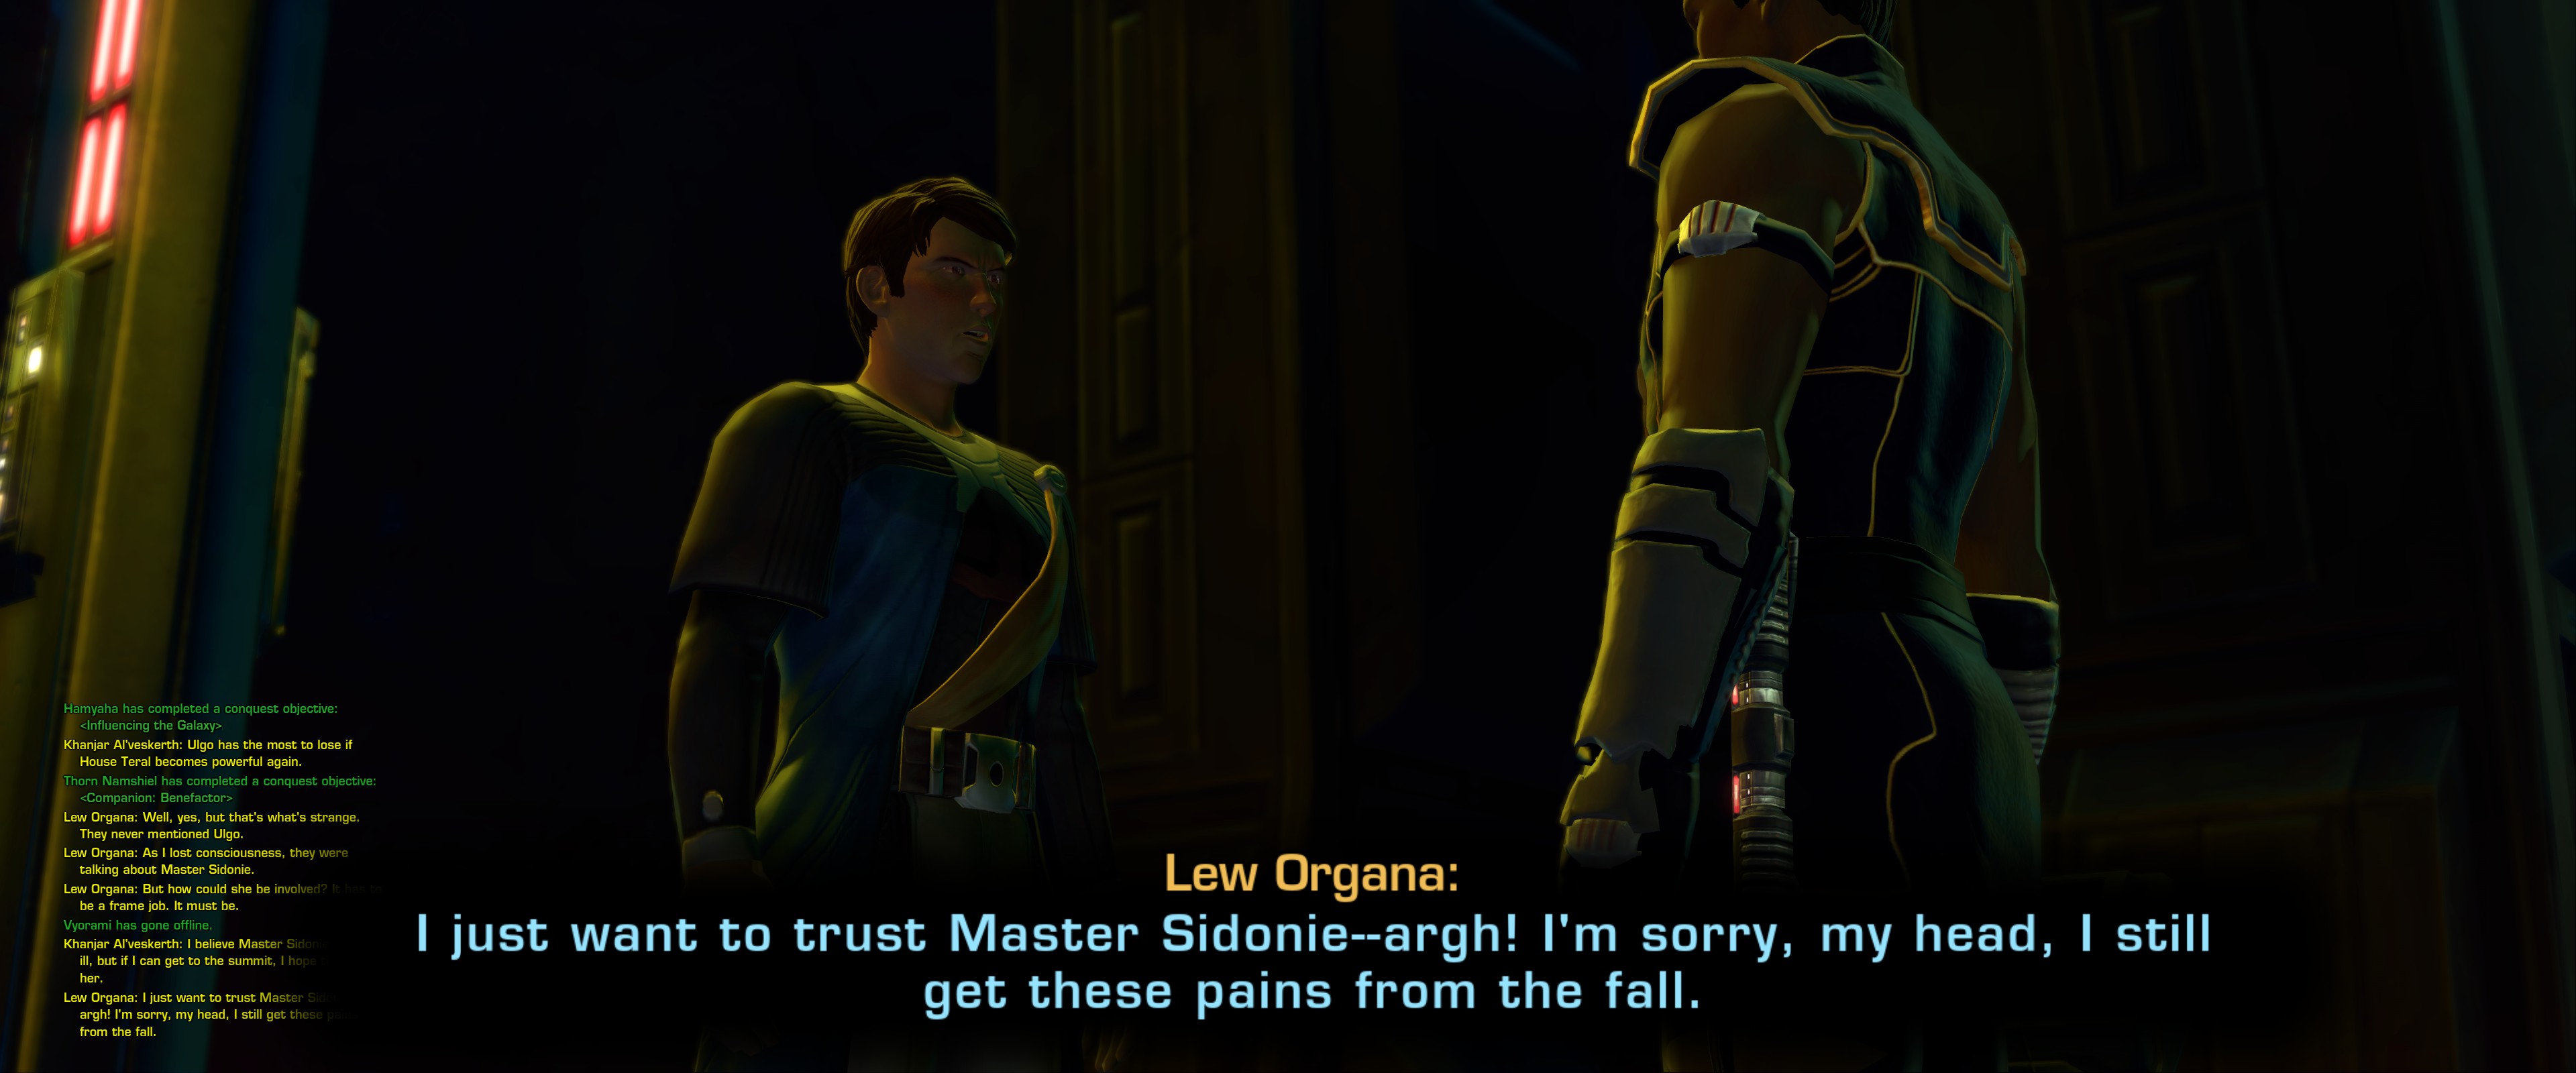 Hamyaha has completed a conquest objective:
<Influencing the Galaxy>
Khanjar Al'veskerth: Ulgo has the most to lose if
House Teral becomes powerful again.
Thorn Namshiel has completed a conquest objective:
<Companion: Benefactor>
Lew Organa: Well, yes, but that's what's strange.
They never mentioned Ulgo.
Lew Organa: As I lost consciousness, they were
talking about Master Sidonie.
Lew Organa: But how could she be involved? It has to
be a frame job. It must be.
Vyorami has gone offline.
Khanjar Al'veskerth: I believe Master
ill, but if I can get to the summit, I hope
her.
Lew Organa: I just want to trust Master
argh! I'm sorry, my head, I still get these
from the fall.
Lew Organa:
I just want to trust Master Sidonie--argh! I'm sorry, my head, I still
get these pains from the fall.